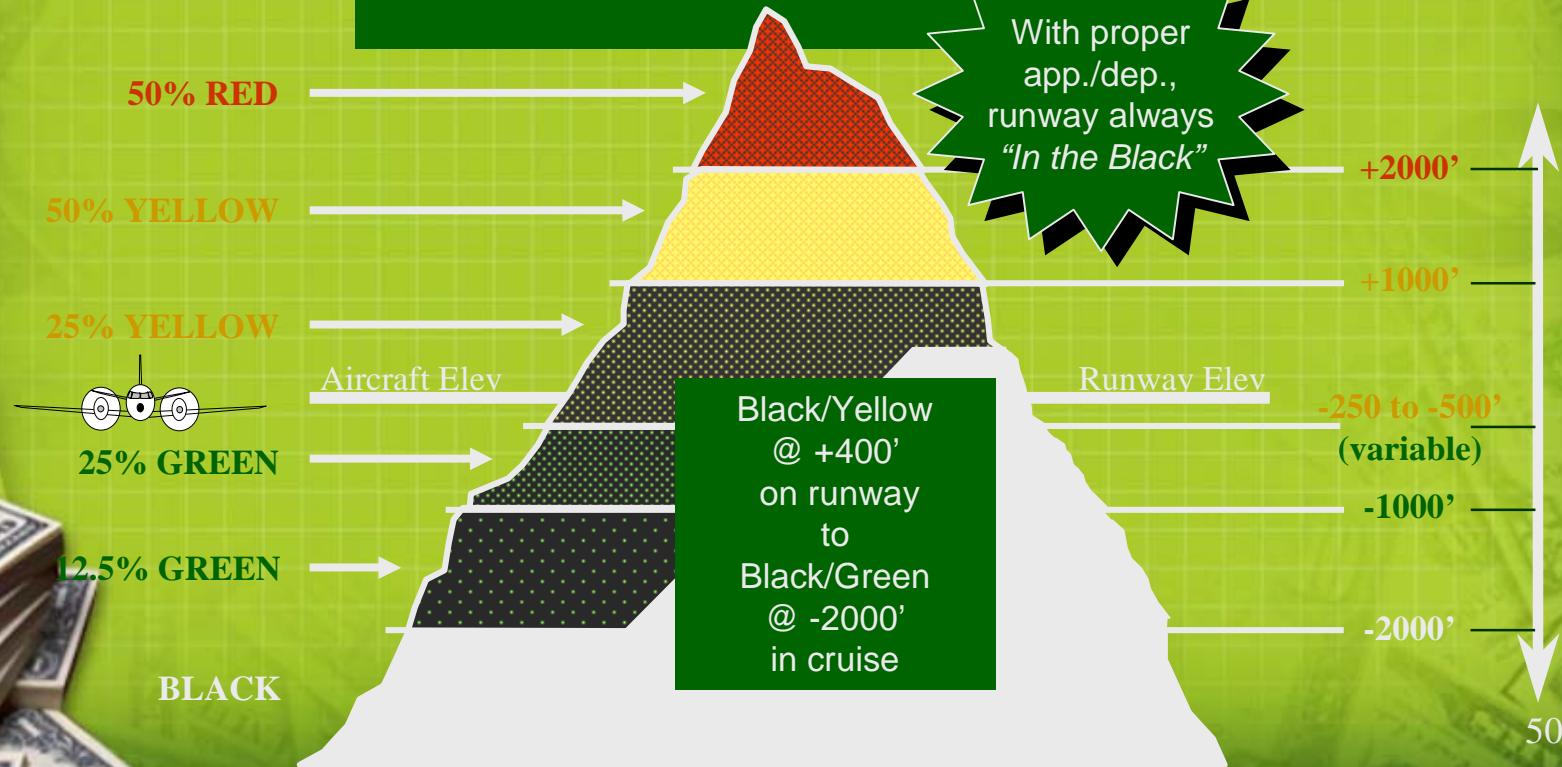 With proper
app./dep.,
runway always
“In the Black”
50% RED
+2000’
50% YELLOW
+1000’
25% YELLOW
Aircraft Elev
Runway Elev
-250 to -500’
(variable)
25% GREEN
-1000’
12.5% GREEN
-2000’
BLACK
Black/Yellow
@ +400’
on runway
to
Black/Green
@ -2000’
in cruise
50